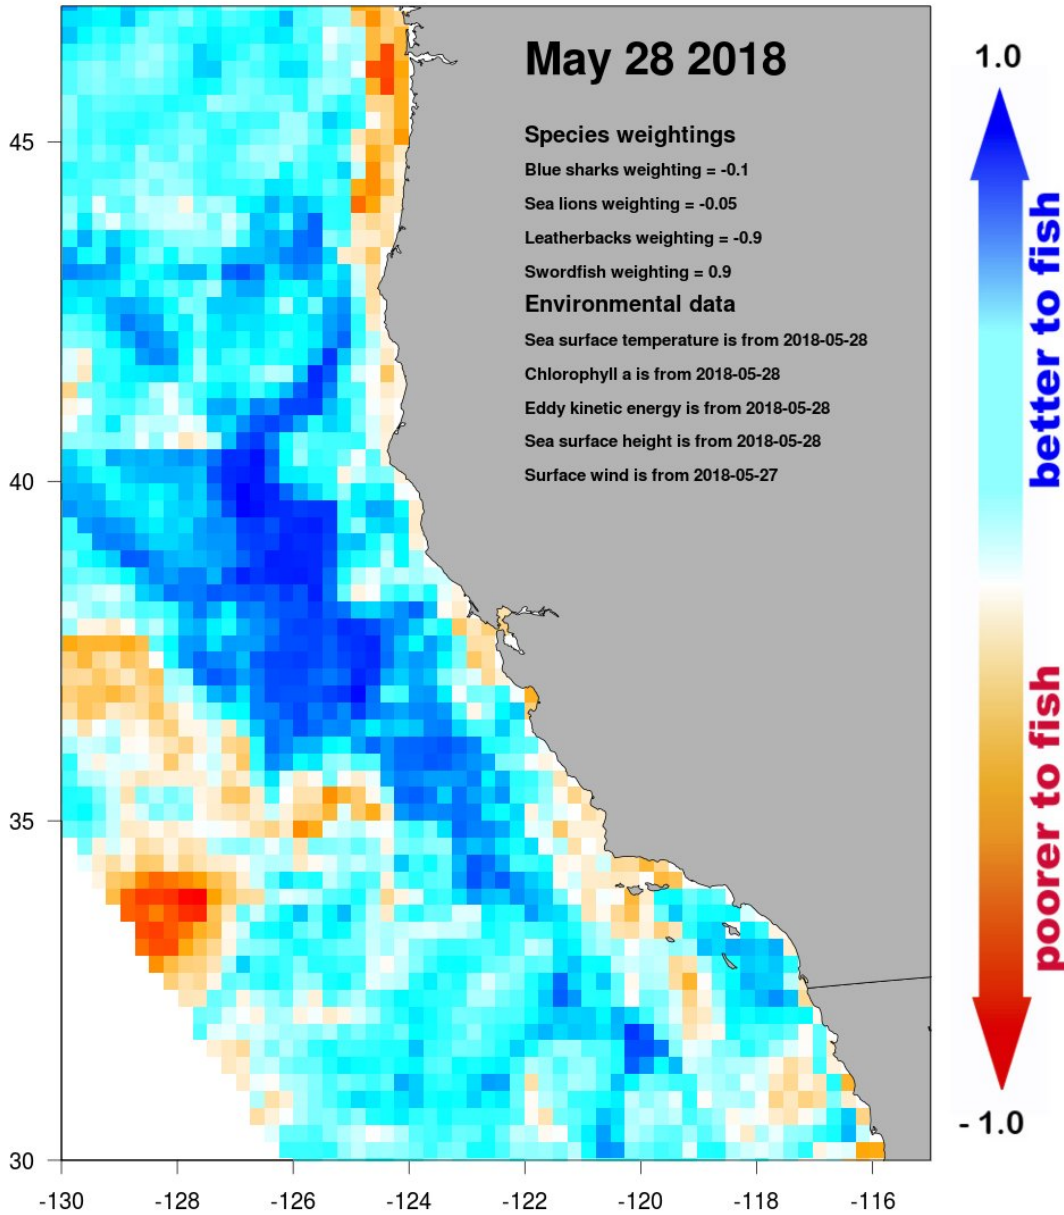 May 28 2018
Species weightings
Blue sharks weighting = -0.1
Sea lions weighting = -0.05
Leatherbacks weighting = -0.9
Swordfish weighting = 0.9
Environmental data
Sea surface temperature is from 2018-05-28
Chlorophyll a is from 2018-05-28
Eddy kinetic energy is from 2018-05-28
Sea surface height is from 2018-05-28
Surface wind is from 2018-05-27
45
40
35
30
-130
-128
-126
-124
-122
-120
-118
-116
1.0
better to fish
poorer to fish
- 1.0